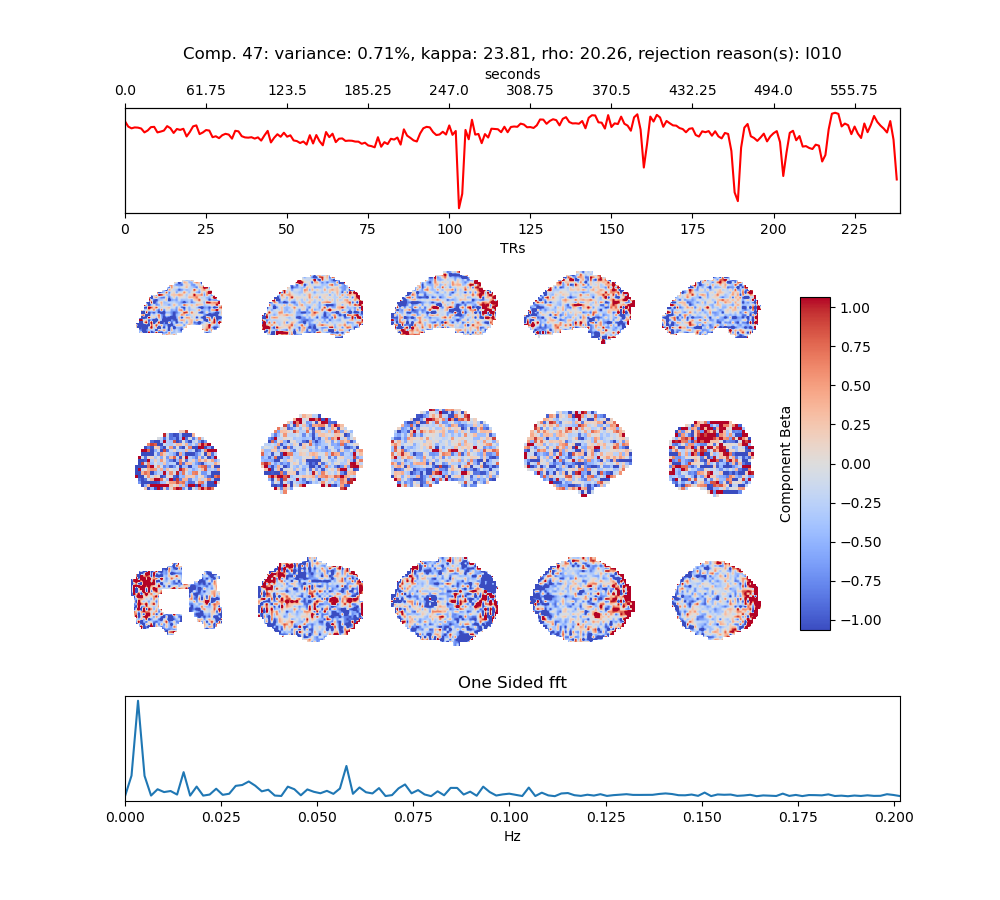 Comp. 47: variance: 0.71%, kappa: 23.81, rho: 20.26, rejection reason(s): I010
seconds
0.0 61.75 123.5 185.25 247.0 308.75 370.5 432.25 494.0 555.75
0 25 50 75 100 125 150 175 200 225
TRs
1.00
0.75
0.50
0.25
0.00
−0.25
−0.50
−0.75
−1.00
Component Beta
One Sided fft
0.000 0.025 0.050 0.075 0.100 0.125 0.150 0.175 0.200
Hz